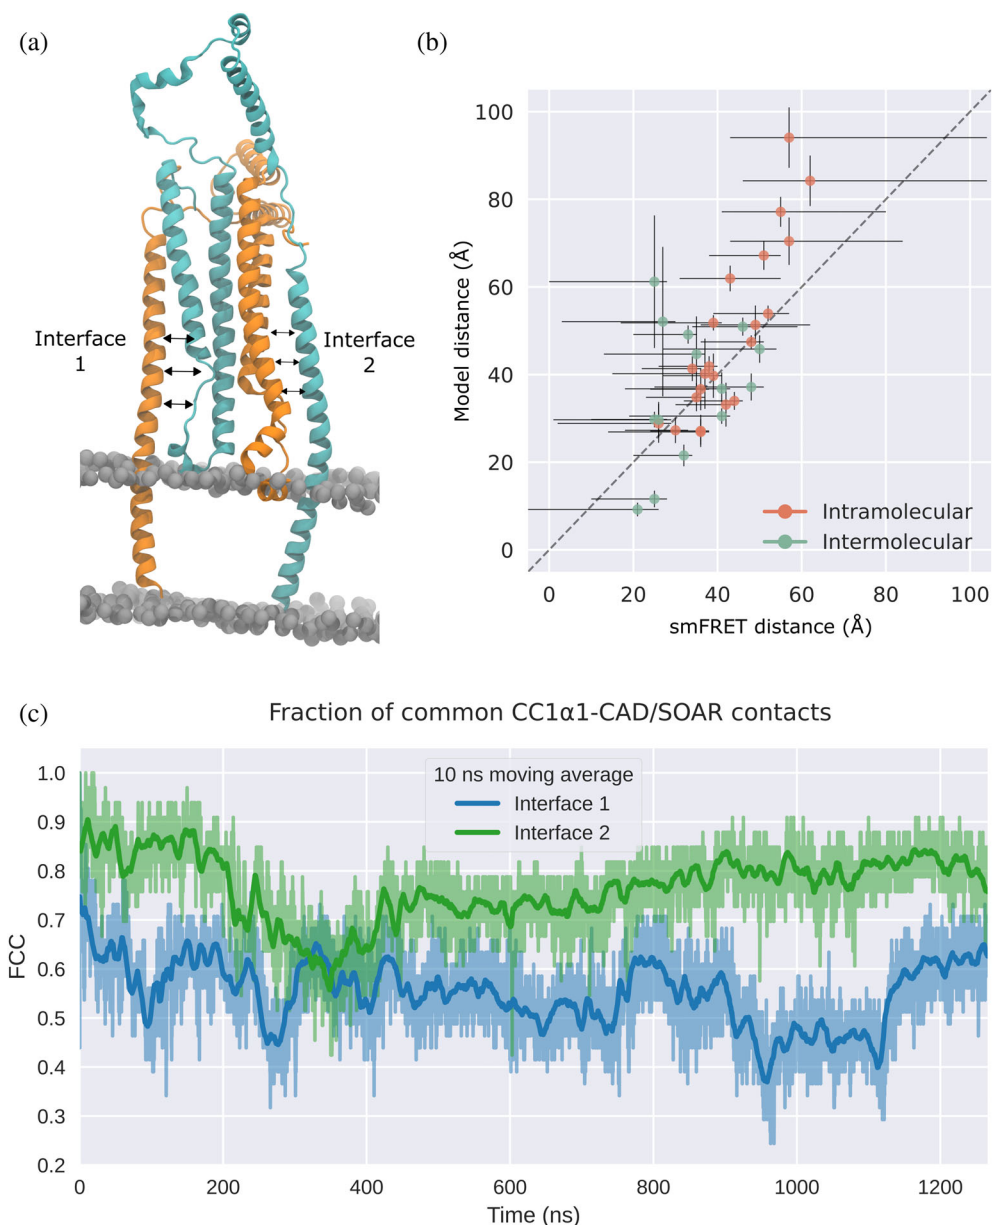 (a)
Interface
1
Interface
2
(b)
100
80
60
40
20
0
Model distance (Å)
0 20 40 60 80 100
smFRET distance (Å)
Intramolecular
Intermolecular
(c)
Fraction of common CC1α1-CAD/SOAR contacts
10 ns moving average
Interface 1
Interface 2
1.0
0.9
0.8
0.7
0.6
0.5
0.4
0.3
0.2
FCC
0 200 400 600 800 1000 1200
Time (ns)